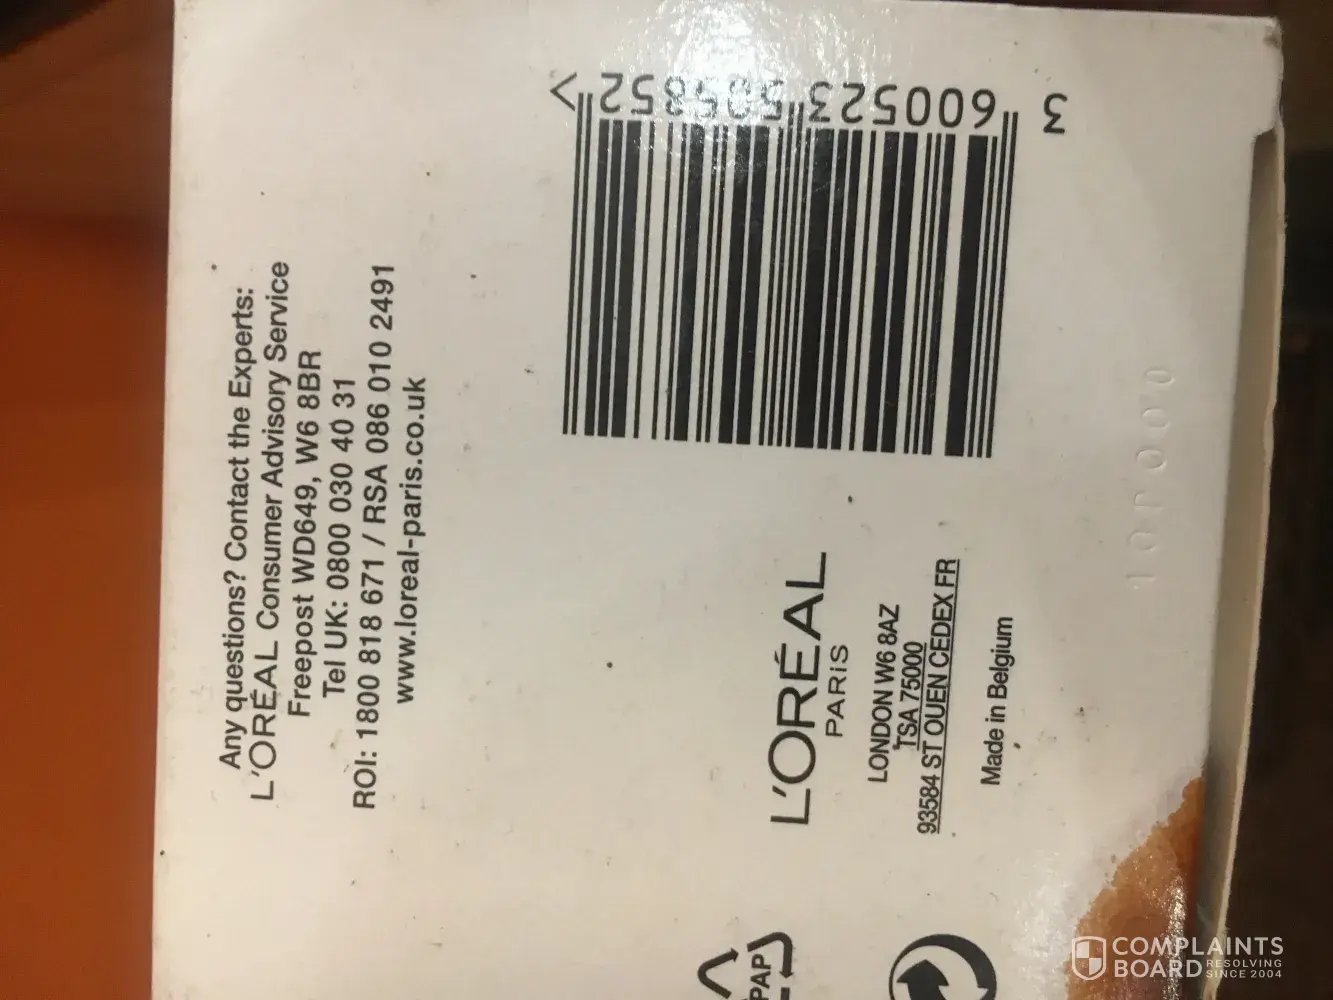 Any questions? Contact the Experts:
L'ORÉAL Consumer Advisory Service
Freepost WD649, W6 8BR
Tel UK: 0800 030 40 31
ROI: 1800 818 671 / RSA 086 010 2491
www.loreal-paris.co.uk
3 600523 505852 >
L'ORÉAL
PARIS
LONDON W6 8AZ
TSA 75000
93584 ST OUEN CEDEX FR
Made in Belgium
PAP
COMPLAINTS
BOARD RESOLVING
SINCE 2004